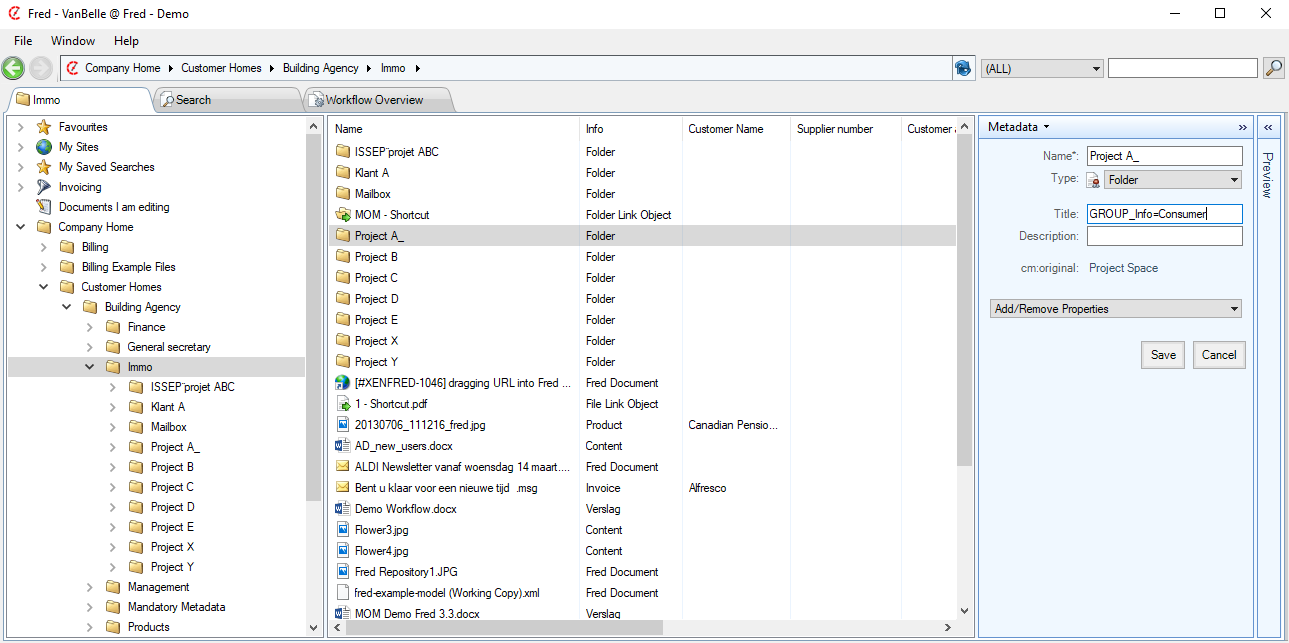 Fred - VanBelle @ Fred - Demo
File Window Help
Company Home Customer Homes Building Agency Immo
(ALL)
Immo Search Workflow Overview
Favourites
My Sites
My Saved Searches
Invoicing
Documents I am editing
Company Home
Billing
Billing Example Files
Customer Homes
Building Agency
Finance
General secretary
Immo
ISSEP¨projet ABC
Klant A
Mailbox
Project A_
Project B
Project C
Project D
Project E
Project X
Project Y
Management
Mandatory Metadata
Products
Name Info Customer Name Supplier number Customer
ISSEP¨projet ABC Folder
Klant A Folder
Mailbox Folder
MOM - Shortcut Folder Link Object
Project A_ Folder
Project B Folder
Project C Folder
Project D Folder
Project E Folder
Project X Folder
Project Y Folder
[#XENFRED-1046] dragging URL into Fred ... Fred Document
1 - Shortcut.pdf File Link Object
20130706_111216_fred.jpg Product Canadian Pensio...
AD_new_users.docx Content
ALDI Newsletter vanaf woensdag 14 maart.... Fred Document
Bent u klaar voor een nieuwe tijd .msg Invoice Alfresco
Demo Workflow.docx Verslag
Flower3.jpg Content
Flower4.jpg Content
Fred Repository1.JPG Fred Document
fred-example-model (Working Copy).xml Fred Document
MOM Demo Fred 3.3.docx Verslag
Metadata
Name*: Project A_
Type: Folder
Title: GROUP_Info=Consumer
Description:
cm:original: Project Space
Add/Remove Properties
Save Cancel
Preview